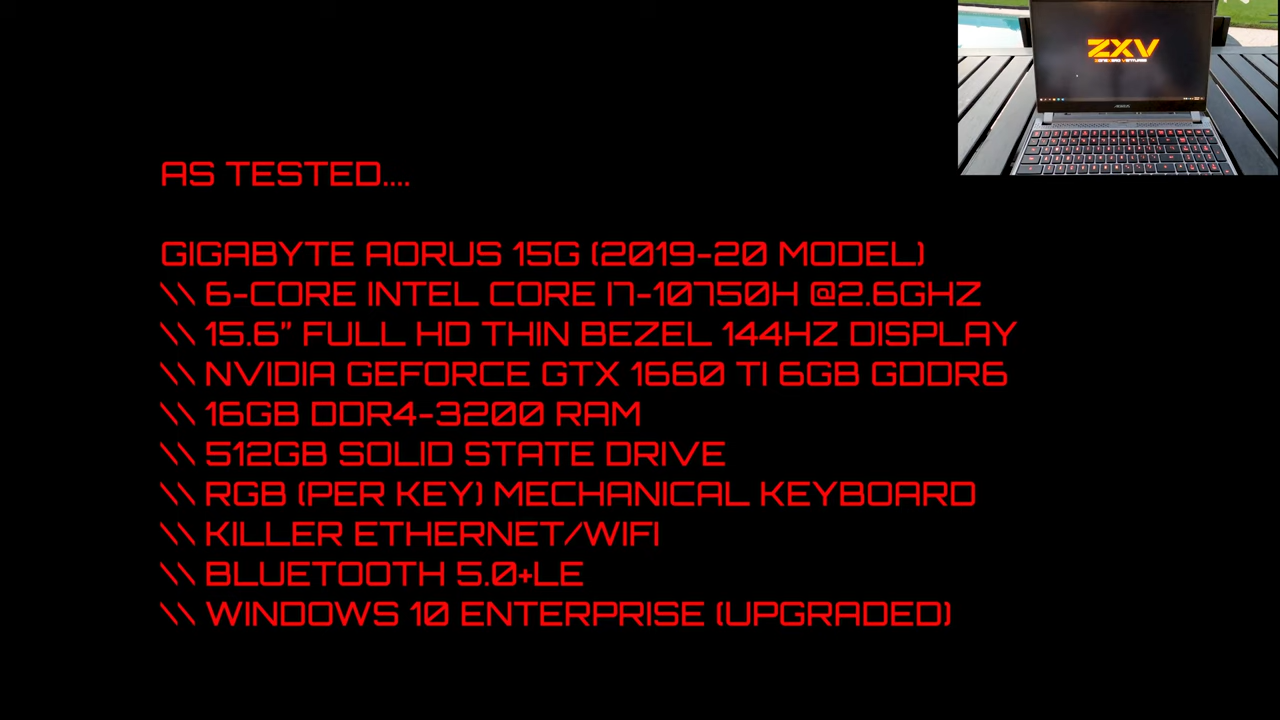 ZXV
AORUS
AS TESTED....
GIGABYTE AORUS 15G (2019-20 MODEL)
\\ 6-CORE INTEL CORE I7-10750H @2.6GHZ
\\ 15.6” FULL HD THIN BEZEL 144HZ DISPLAY
\\ NVIDIA GEFORCE GTX 1660 TI 6GB GDDR6
\\ 16GB DDR4-3200 RAM
\\ 512GB SOLID STATE DRIVE
\\ RGB (PER KEY) MECHANICAL KEYBOARD
\\ KILLER ETHERNET/WIFI
\\ BLUETOOTH 5.0+LE
\\ WINDOWS 10 ENTERPRISE (UPGRADED)